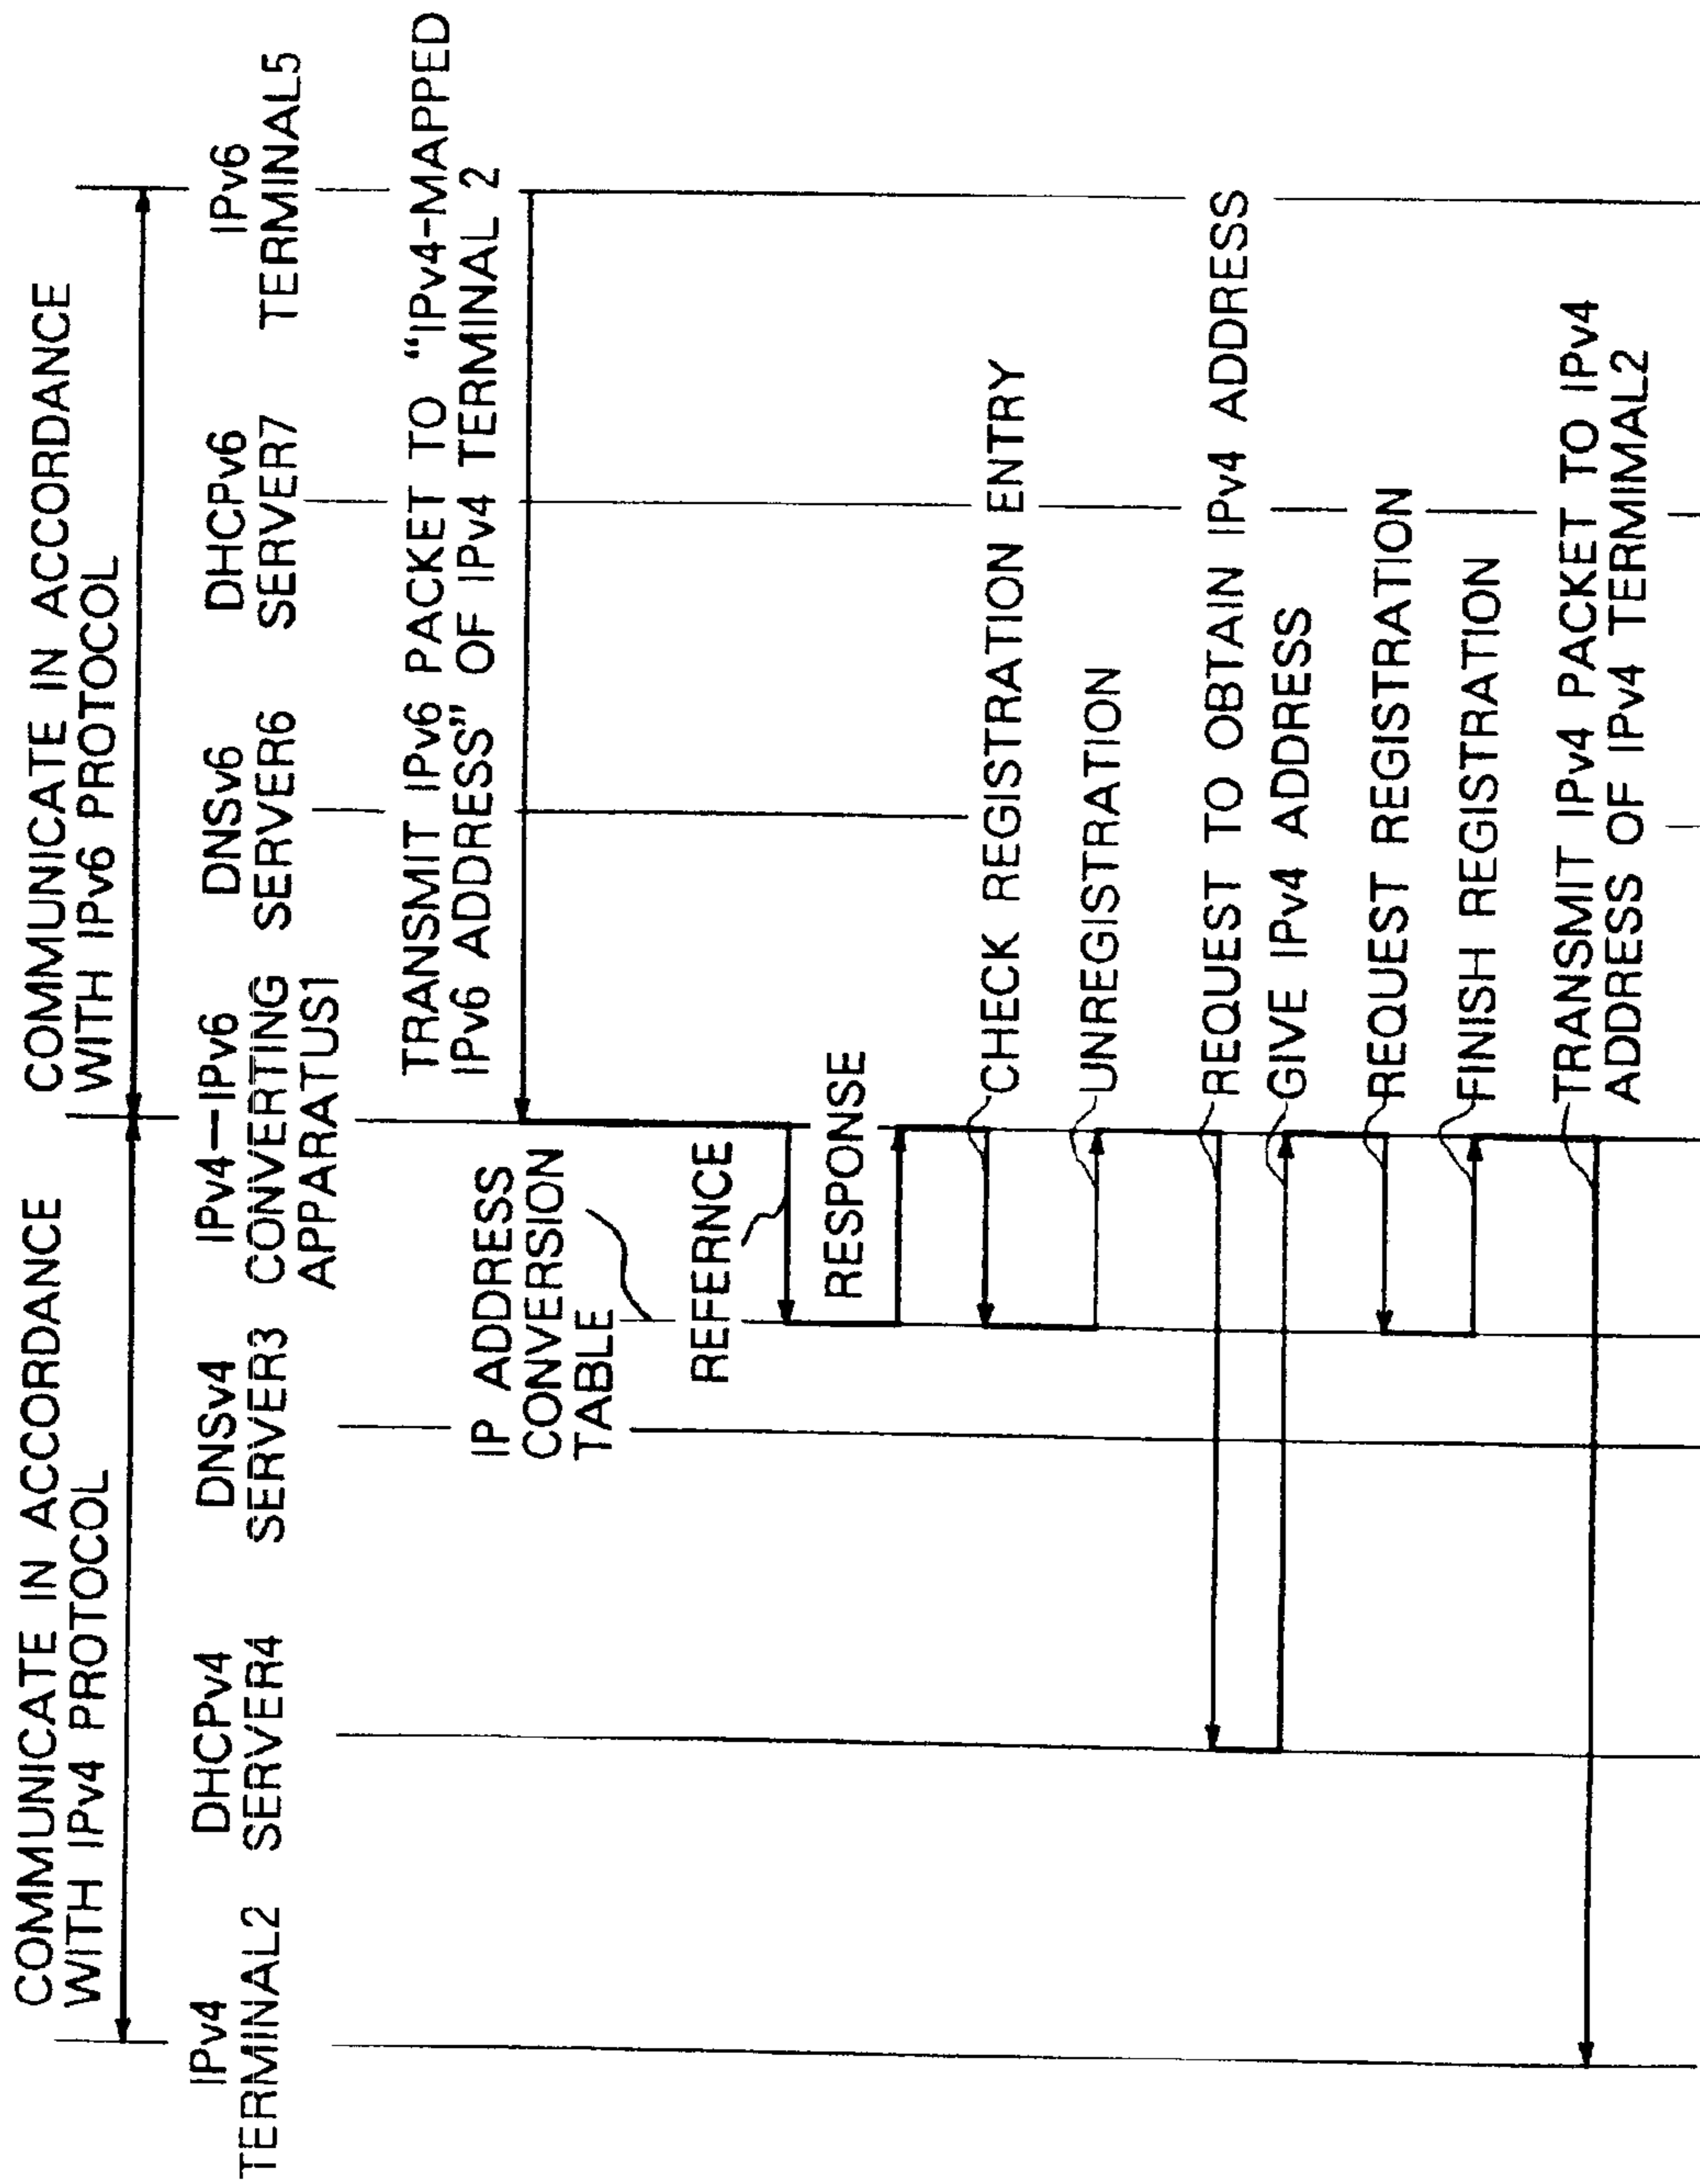 COMMUNICATE IN ACCORDANCE
WITH IPv4 PROTOCOL
COMMUNICATE IN ACCORDANCE
WITH IPv6 PROTOCOL
IPv4
TERMINAL2
DHCPv4
SERVER4
DNSv4
SERVER3
IPv4—IPv6
CONVERTING
APPARATUS1
DNSv6
SERVER6
DHCPv6
SERVER7
IPv6
TERMINAL5
TRANSMIT IPv6 PACKET TO “IPv4-MAPPED
IPv6 ADDRESS” OF IPv4 TERMINAL 2
IP ADDRESS
CONVERSION
TABLE
REFERNCE
RESPONSE
CHECK REGISTRATION ENTRY
UNREGISTRATION
REQUEST TO OBTAIN IPv4 ADDRESS
GIVE IPv4 ADDRESS
REQUEST REGISTRATION
FINISH REGISTRATION
TRANSMIT IPv4 PACKET TO IPv4
ADDRESS OF IPv4 TERMIMAL2